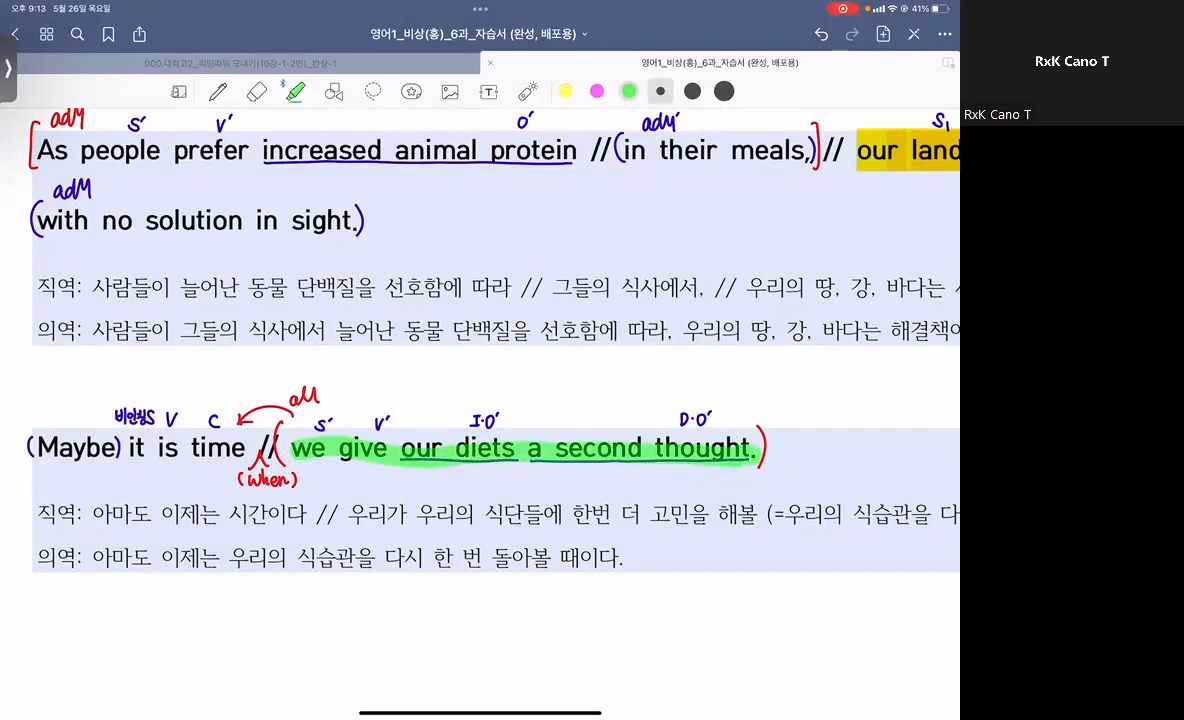 오후 9:13 5월 26일 목요일
41%
영어1_비상(홍)_6과_자습서 (완성, 배포용)
000.대학고2_리딩파워 모내기(10강-1-2번)_완성-1
영어1_비상(홍)_6과_자습서 (완성, 배포용)
RxK Cano T
RxK Cano T
adM S' V' O' adM' S1
[As people prefer increased animal protein //(in their meals,)]// our land
adM
(with no solution in sight.)
직역: 사람들이 늘어난 동물 단백질을 선호함에 따라 // 그들의 식사에서, // 우리의 땅, 강, 바다는
의역: 사람들이 그들의 식사에서 늘어난 동물 단백질을 선호함에 따라, 우리의 땅, 강, 바다는 해결책이
aM
비인칭S V C S' V' I·O' D·O'
(Maybe) it is time //(we give our diets a second thought.)
(when)
직역: 아마도 이제는 시간이다 // 우리가 우리의 식단들에 한번 더 고민을 해볼 (=우리의 식습관을 다
의역: 아마도 이제는 우리의 식습관을 다시 한 번 돌아볼 때이다.